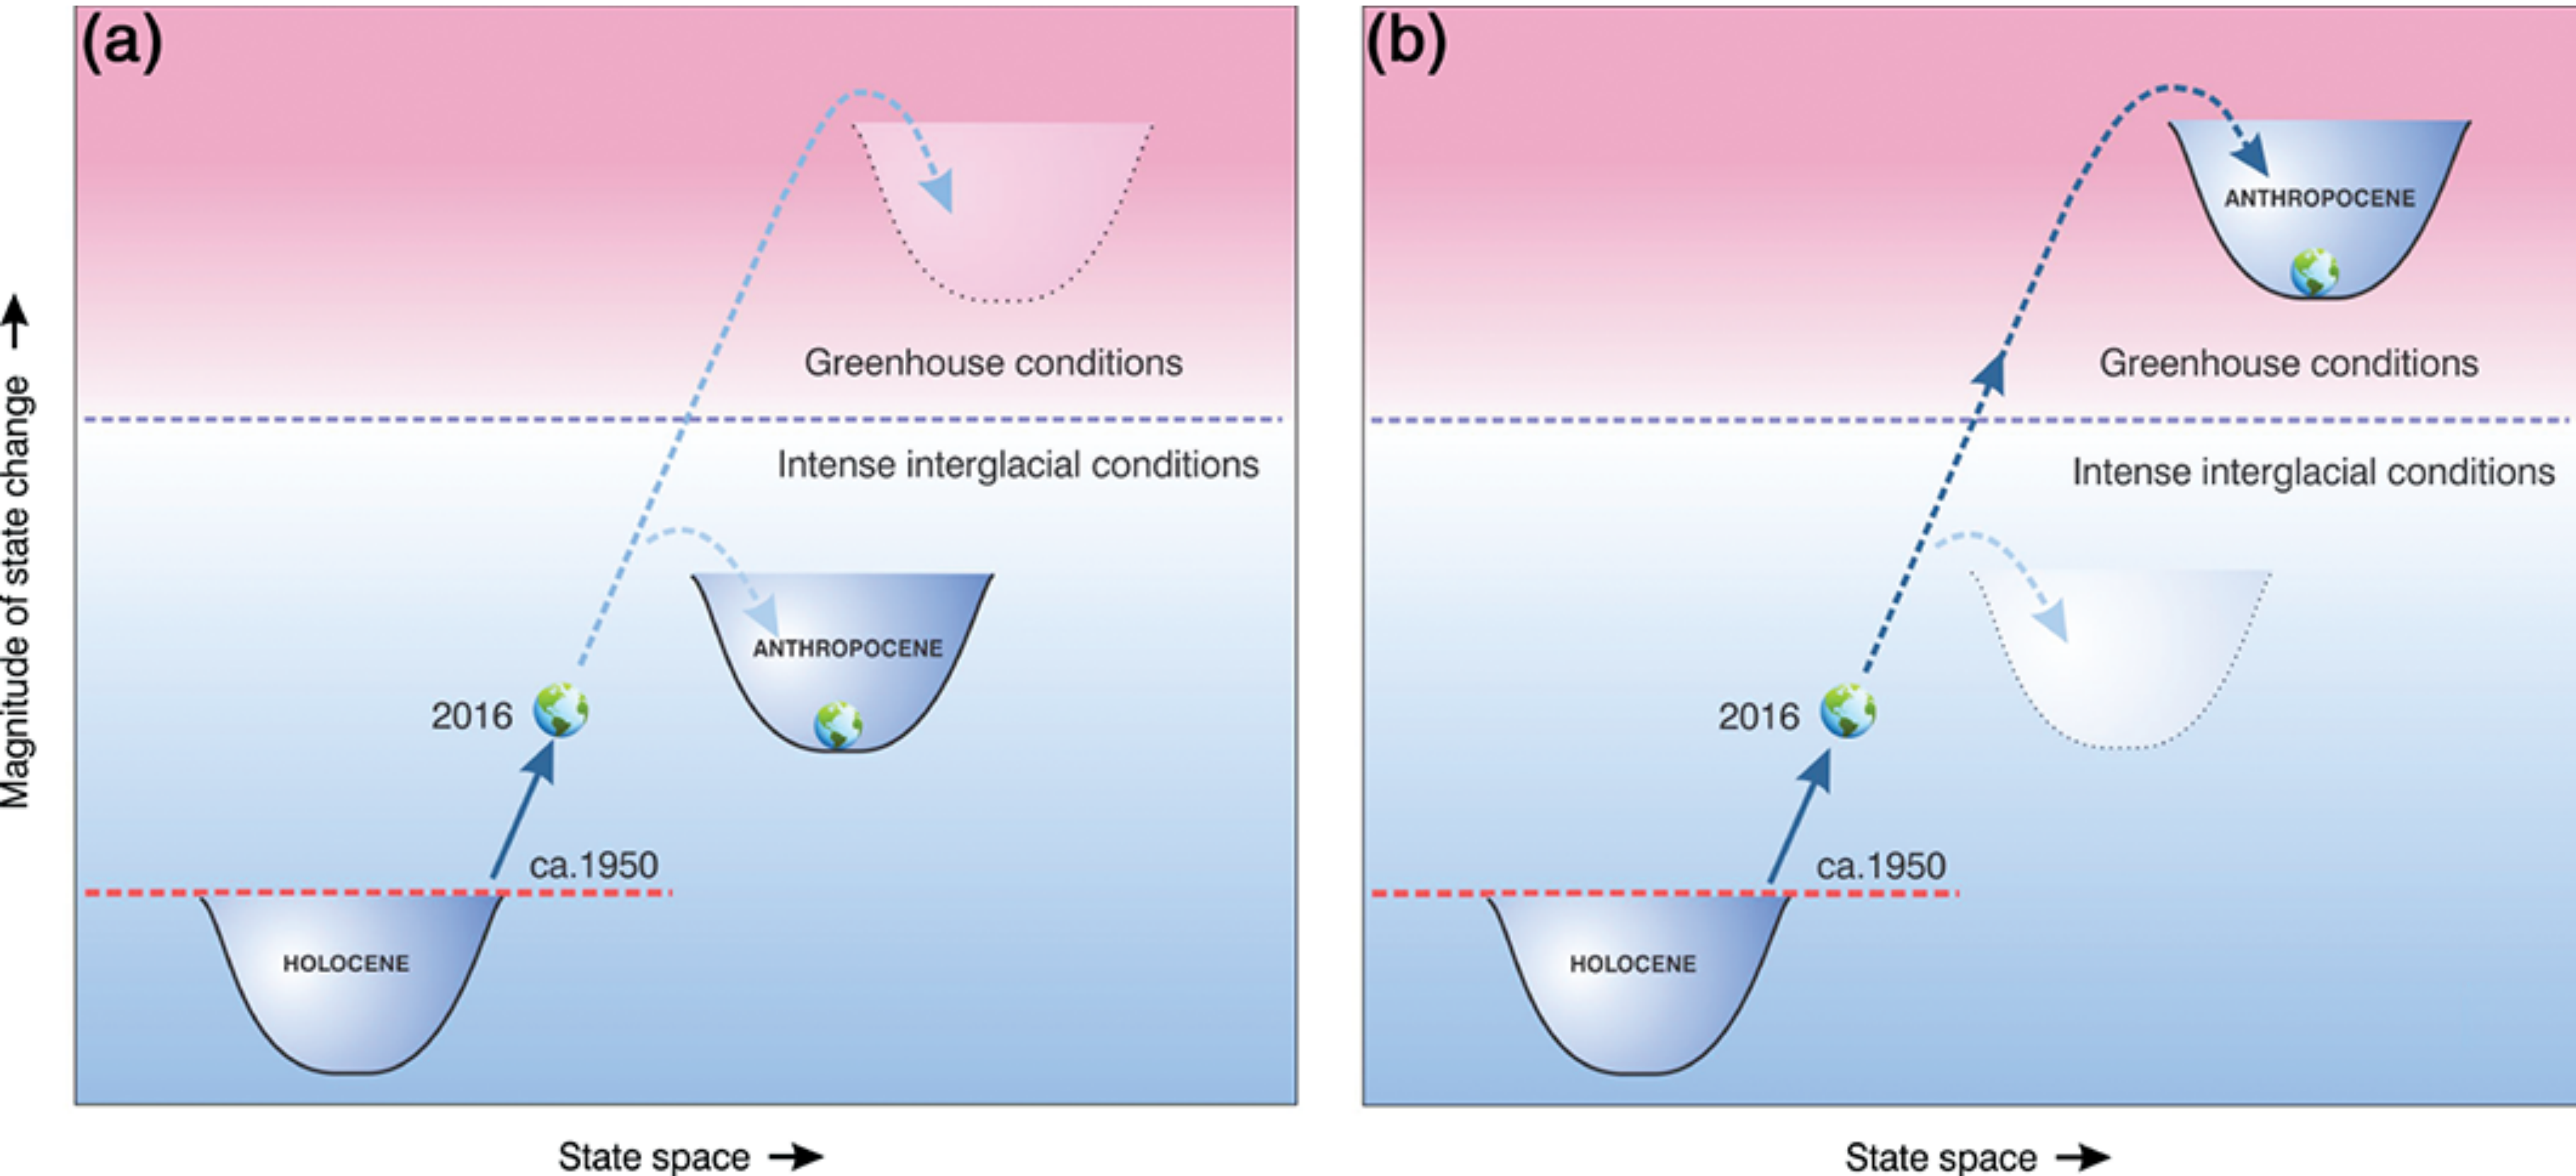 (a)
Greenhouse conditions
Intense interglacial conditions
ANTHROPOCENE
2016
ca.1950
HOLOCENE
Magnitude of state change
State space
(b)
ANTHROPOCENE
Greenhouse conditions
Intense interglacial conditions
2016
ca.1950
HOLOCENE
State space